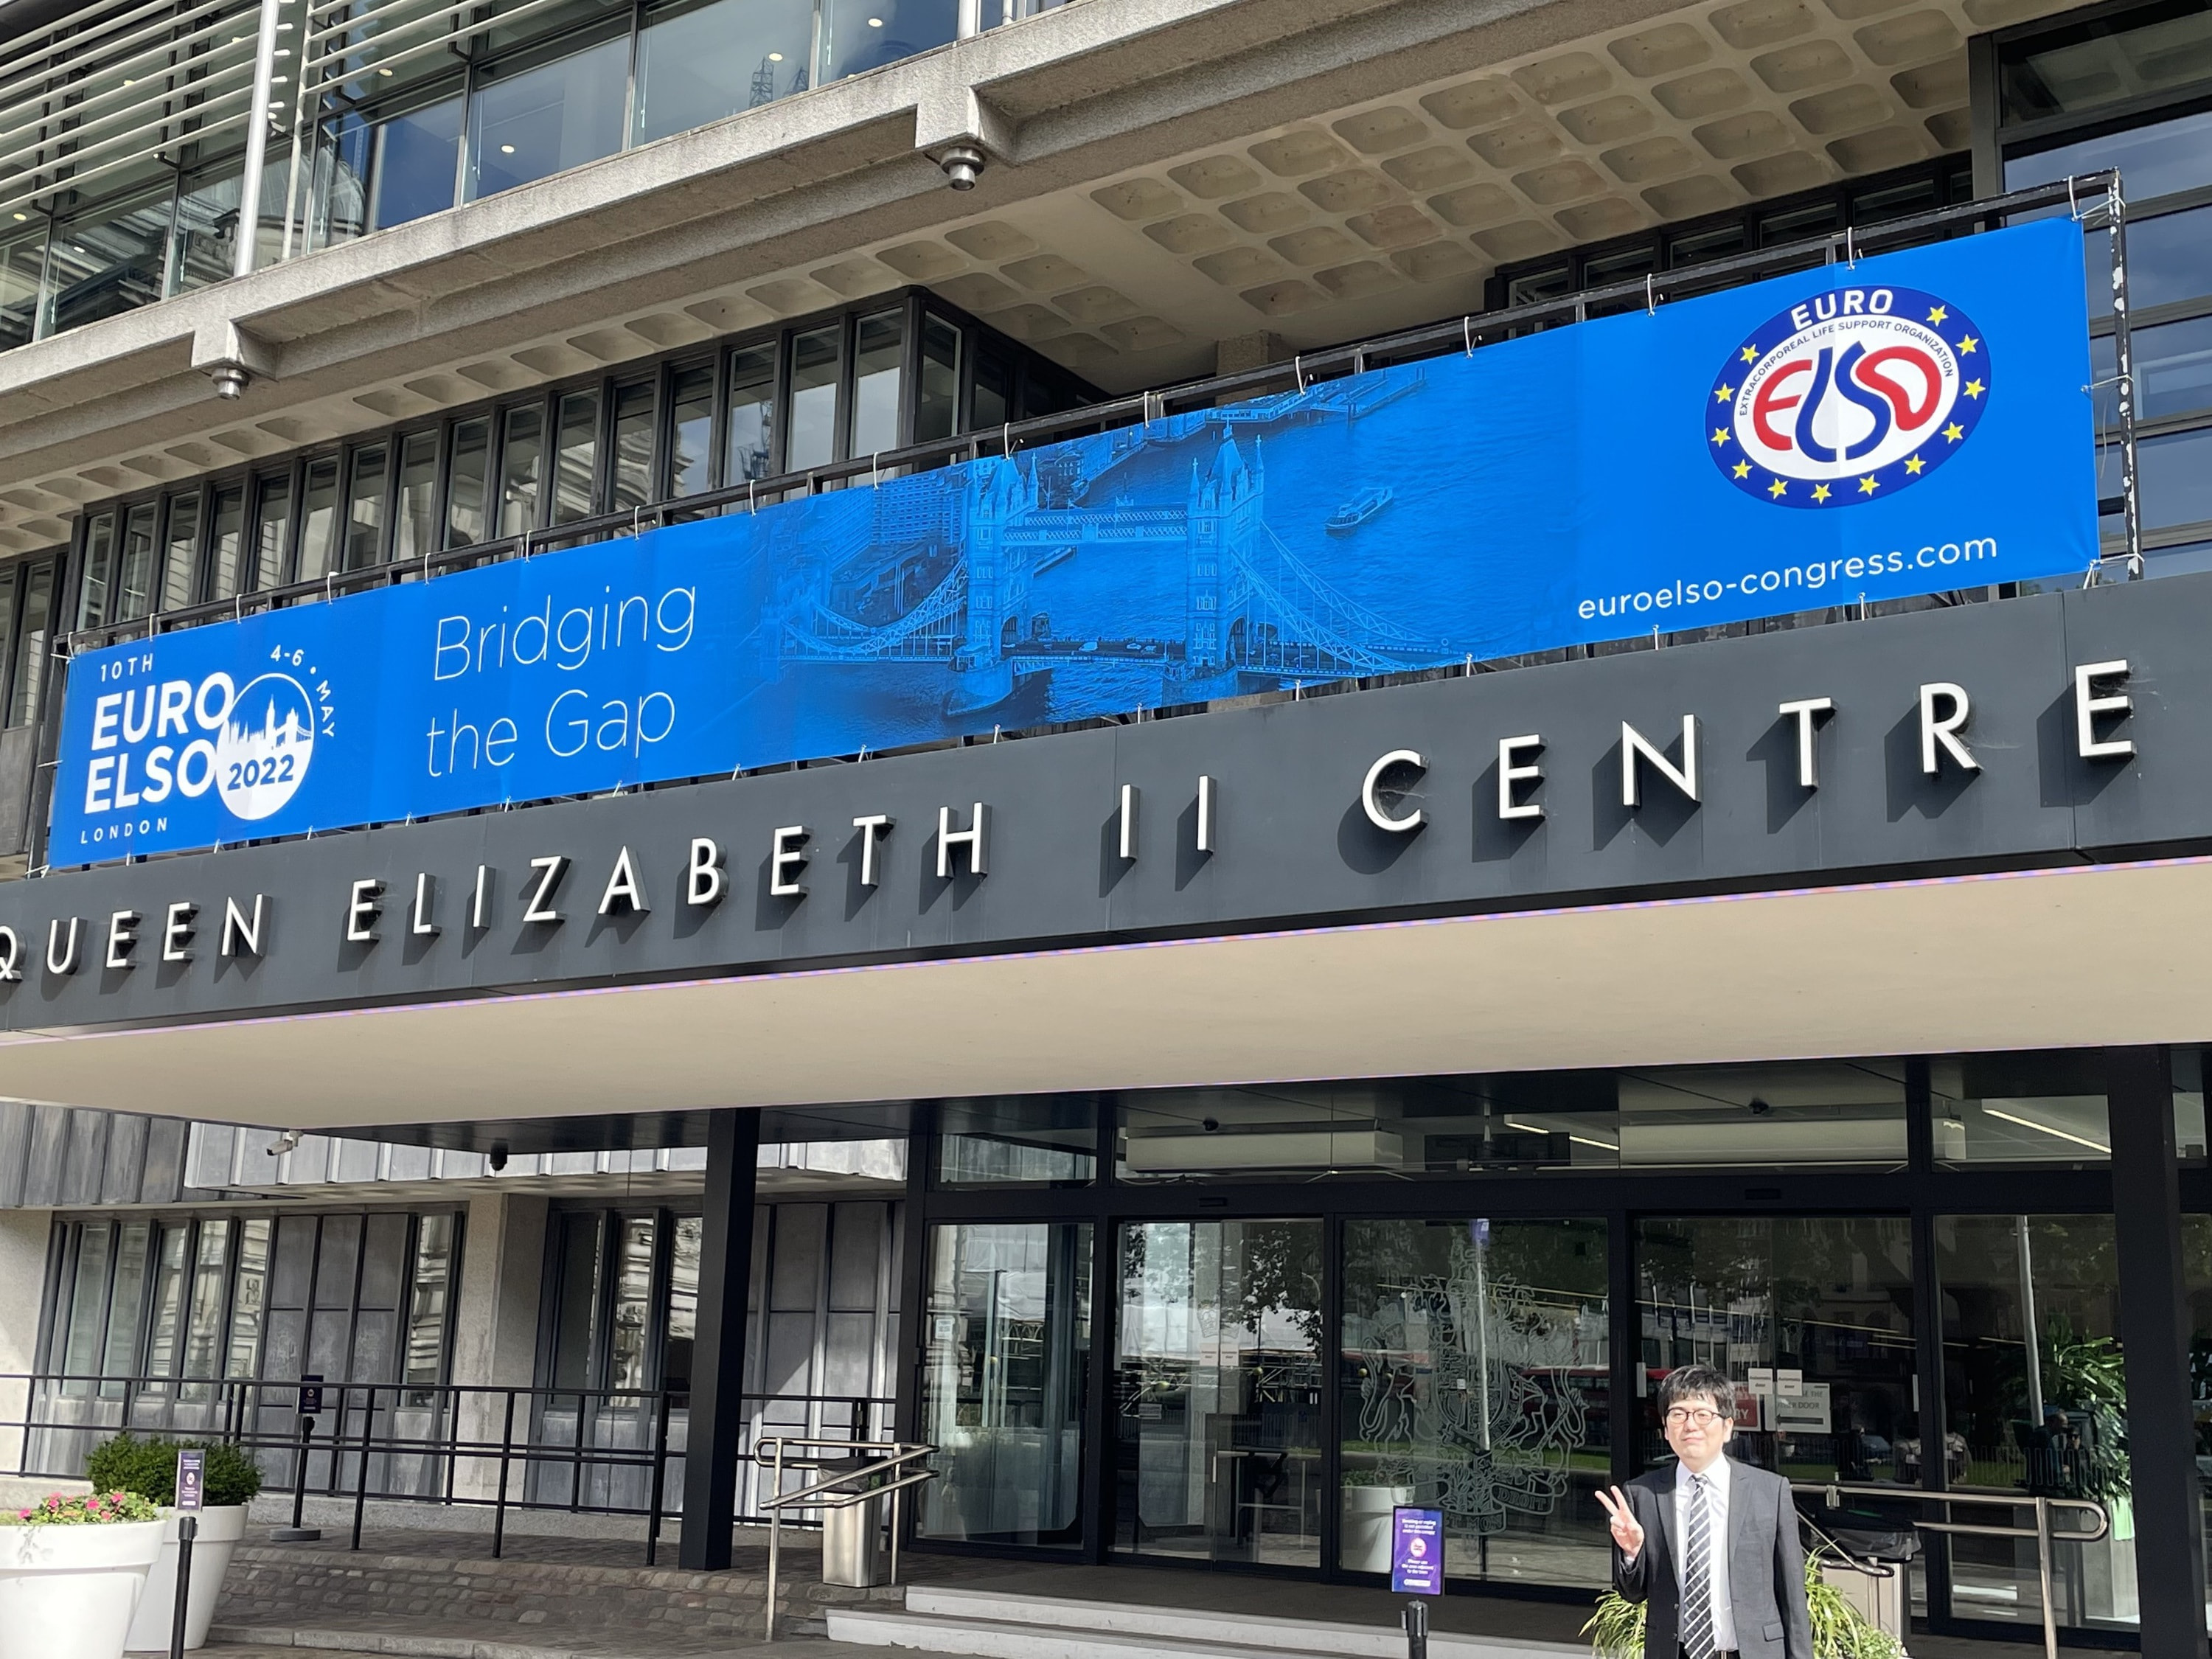 10TH
EURO
ELSO
2022
4-6 • MAY
LONDON
Bridging
the Gap
EURO
EXTRACORPOREAL LIFE SUPPORT ORGANIZATION
ELSO
euroelso-congress.com
QUEEN ELIZABETH II CENTRE